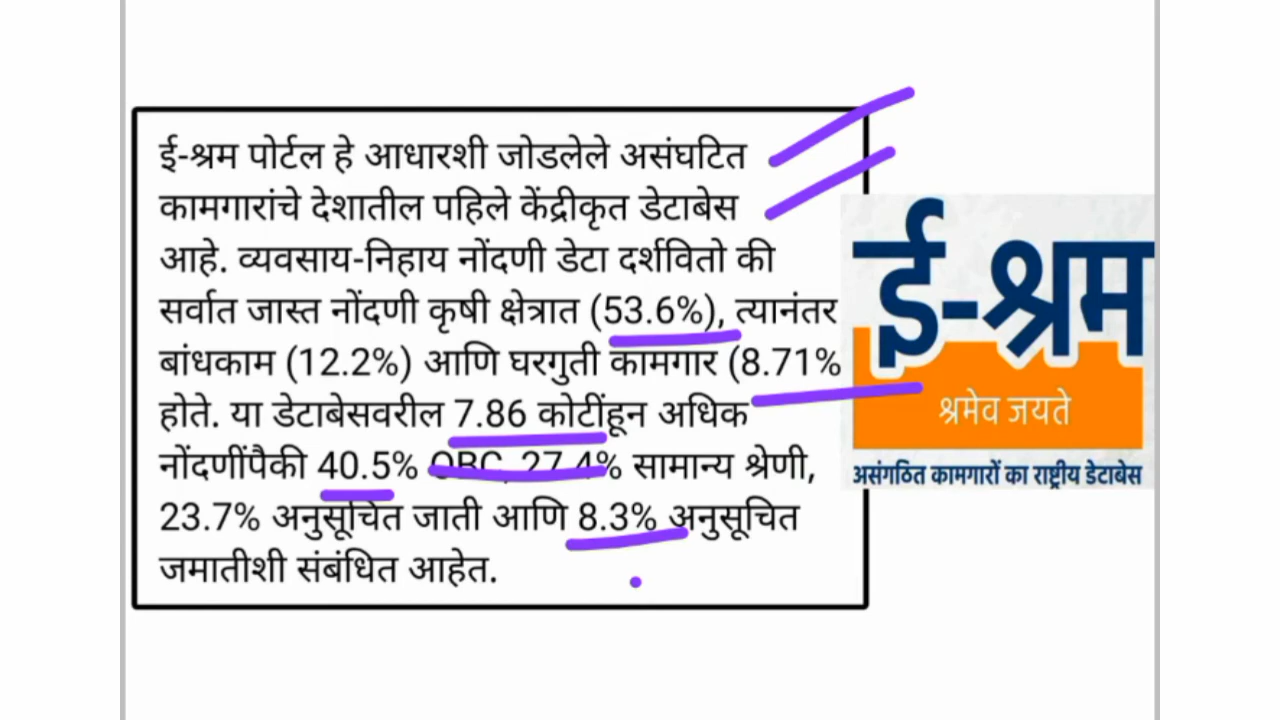 ई-श्रम पोर्टल हे आधारशी जोडलेले असंघटित
कामगारांचे देशातील पहिले केंद्रीकृत डेटाबेस
आहे. व्यवसाय-निहाय नोंदणी डेटा दर्शवितो की
सर्वात जास्त नोंदणी कृषी क्षेत्रात (53.6%), त्यानंतर
बांधकाम (12.2%) आणि घरगुती कामगार (8.71%
होते. या डेटाबेसवरील 7.86 कोटींहून अधिक
नोंदणींपैकी 40.5% OBC, 27.4% सामान्य श्रेणी,
23.7% अनुसूचित जाती आणि 8.3% अनुसूचित
जमातीशी संबंधित आहेत.
ई-श्रम
श्रमेव जयते
असंगठित कामगारों का राष्ट्रीय डेटाबेस